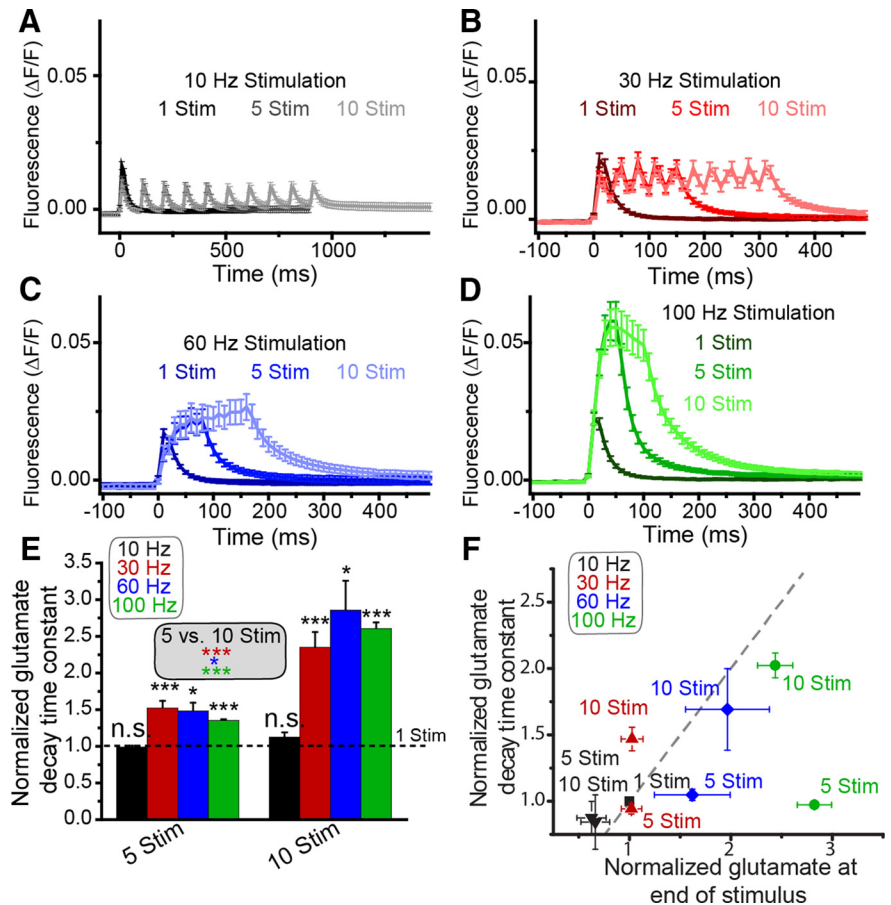 A
Fluorescence (ΔF/F)
0.05
0.00
10 Hz Stimulation
1 Stim 5 Stim 10 Stim
0 500 1000
Time (ms)
B
Fluorescence (ΔF/F)
0.05
0.00
30 Hz Stimulation
1 Stim 5 Stim 10 Stim
-100 0 100 200 300 400
Time (ms)
C
Fluorescence (ΔF/F)
0.05
0.00
60 Hz Stimulation
1 Stim 5 Stim 10 Stim
-100 0 100 200 300 400
Time (ms)
D
Fluorescence (ΔF/F)
0.05
0.00
100 Hz Stimulation
1 Stim
5 Stim
10 Stim
-100 0 100 200 300 400
Time (ms)
E
Normalized glutamate
decay time constant
3.5
3.0
2.5
2.0
1.5
1.0
0.5
0.0
10 Hz
30 Hz
60 Hz
100 Hz
5 vs. 10 Stim
***
*
***
n.s. *** * ***
n.s. *** * ***
1 Stim
5 Stim 10 Stim
F
Normalized glutamate
decay time constant
2.5
2.0
1.5
1.0
10 Hz
30 Hz
60 Hz
100 Hz
10 Stim
10 Stim
10 Stim
5 Stim
10 Stim
1 Stim
5 Stim
5 Stim
5 Stim
1 2 3
Normalized glutamate at
end of stimulus